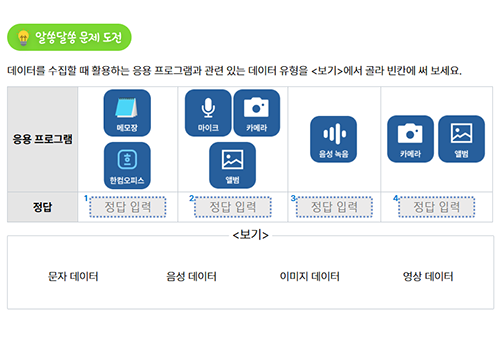 알쏭달쏭 문제 도전
데이터를 수집할 때 활용하는 응용 프로그램과 관련 있는 데이터 유형을 <보기>에서 골라 빈칸에 써 보세요.
응용 프로그램
메모장
한컴오피스
마이크
카메라
앨범
음성 녹음
카메라
앨범
정답
1 정답 입력
2 정답 입력
3 정답 입력
4 정답 입력
<보기>
문자 데이터 음성 데이터 이미지 데이터 영상 데이터